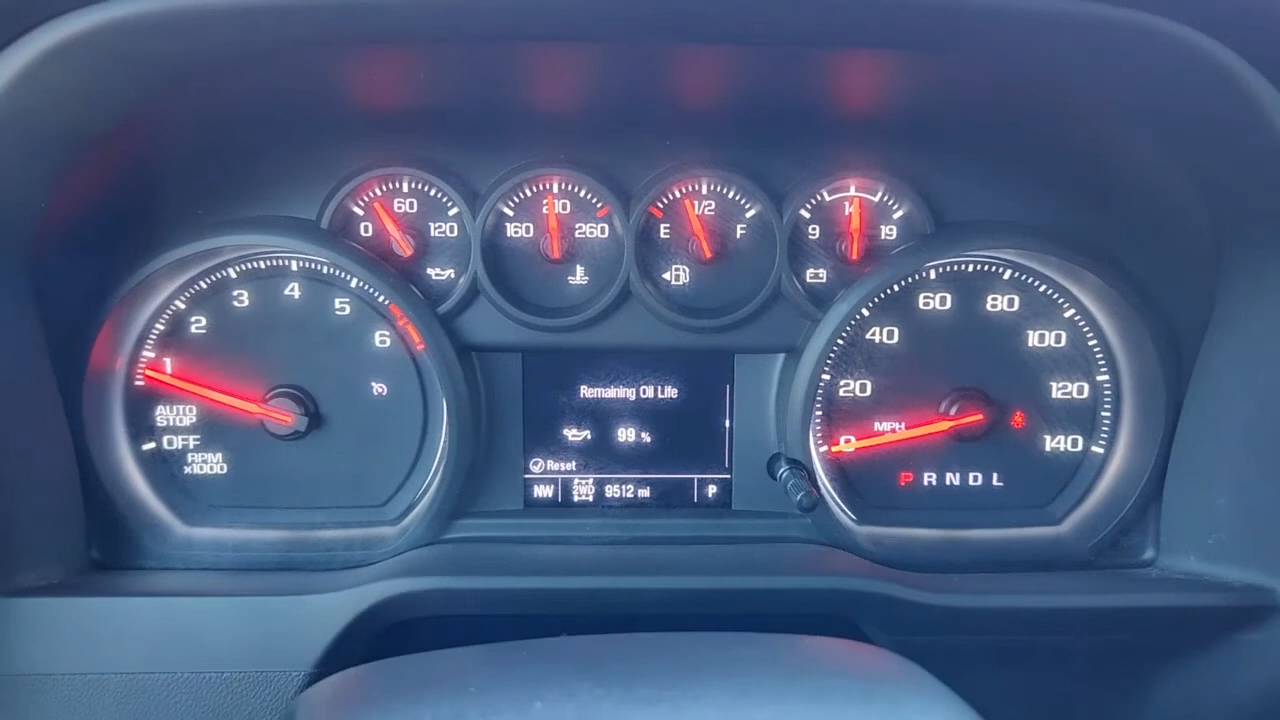 0 60 120
160 210 260
E 1/2 F
9 14 19
1 2 3 4 5 6
AUTO
STOP
OFF
RPM
x1000
Remaining Oil Life
99 %
Reset
NW 2WD 9512 mi P
0 20 40 60 80 100 120 140
MPH
P R N D L